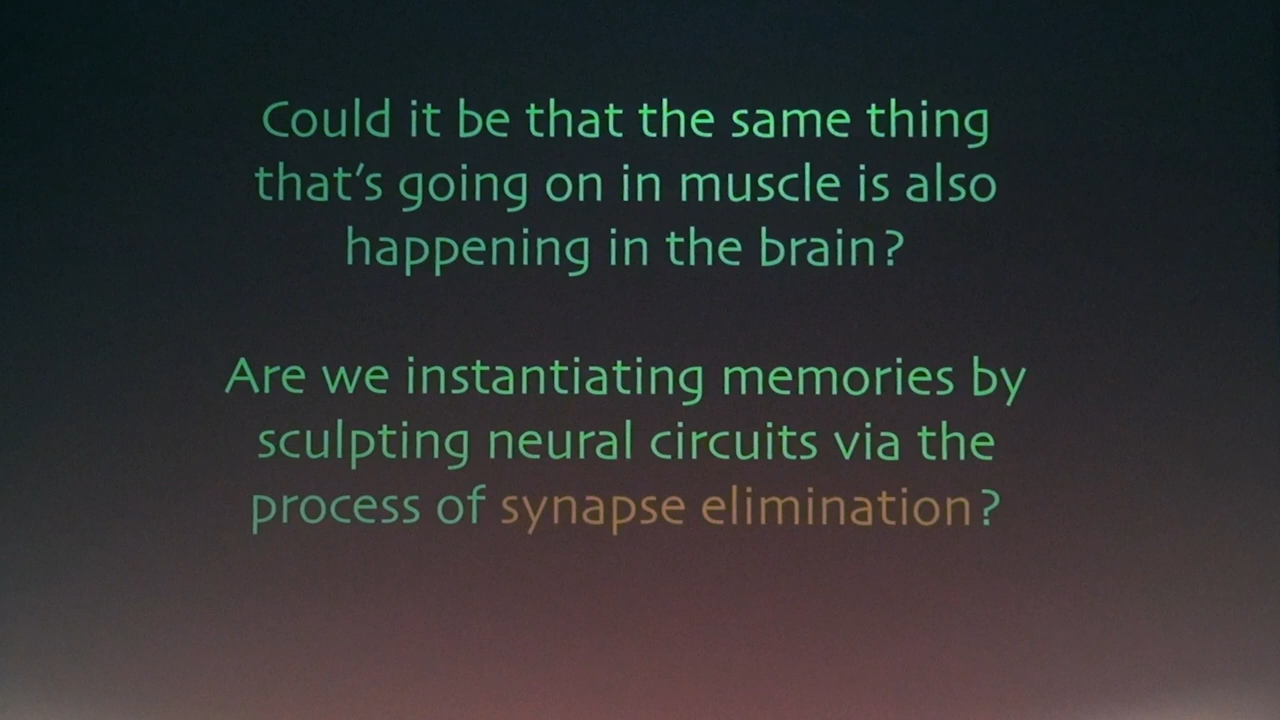 Could it be that the same thing
that's going on in muscle is also
happening in the brain?
Are we instantiating memories by
sculpting neural circuits via the
process of synapse elimination?